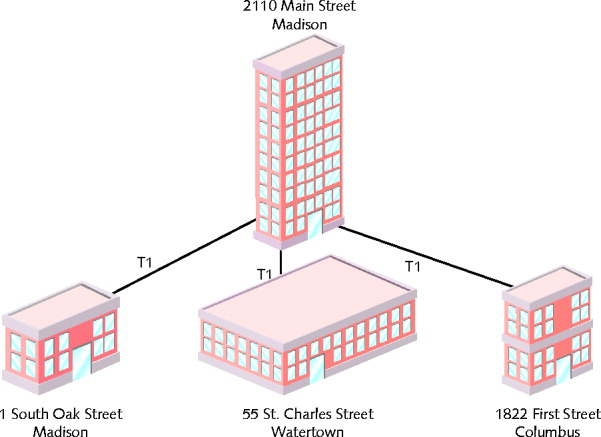 2110 Main Street
Madison
T1
T1
T1
1 South Oak Street
Madison
55 St. Charles Street
Watertown
1822 First Street
Columbus